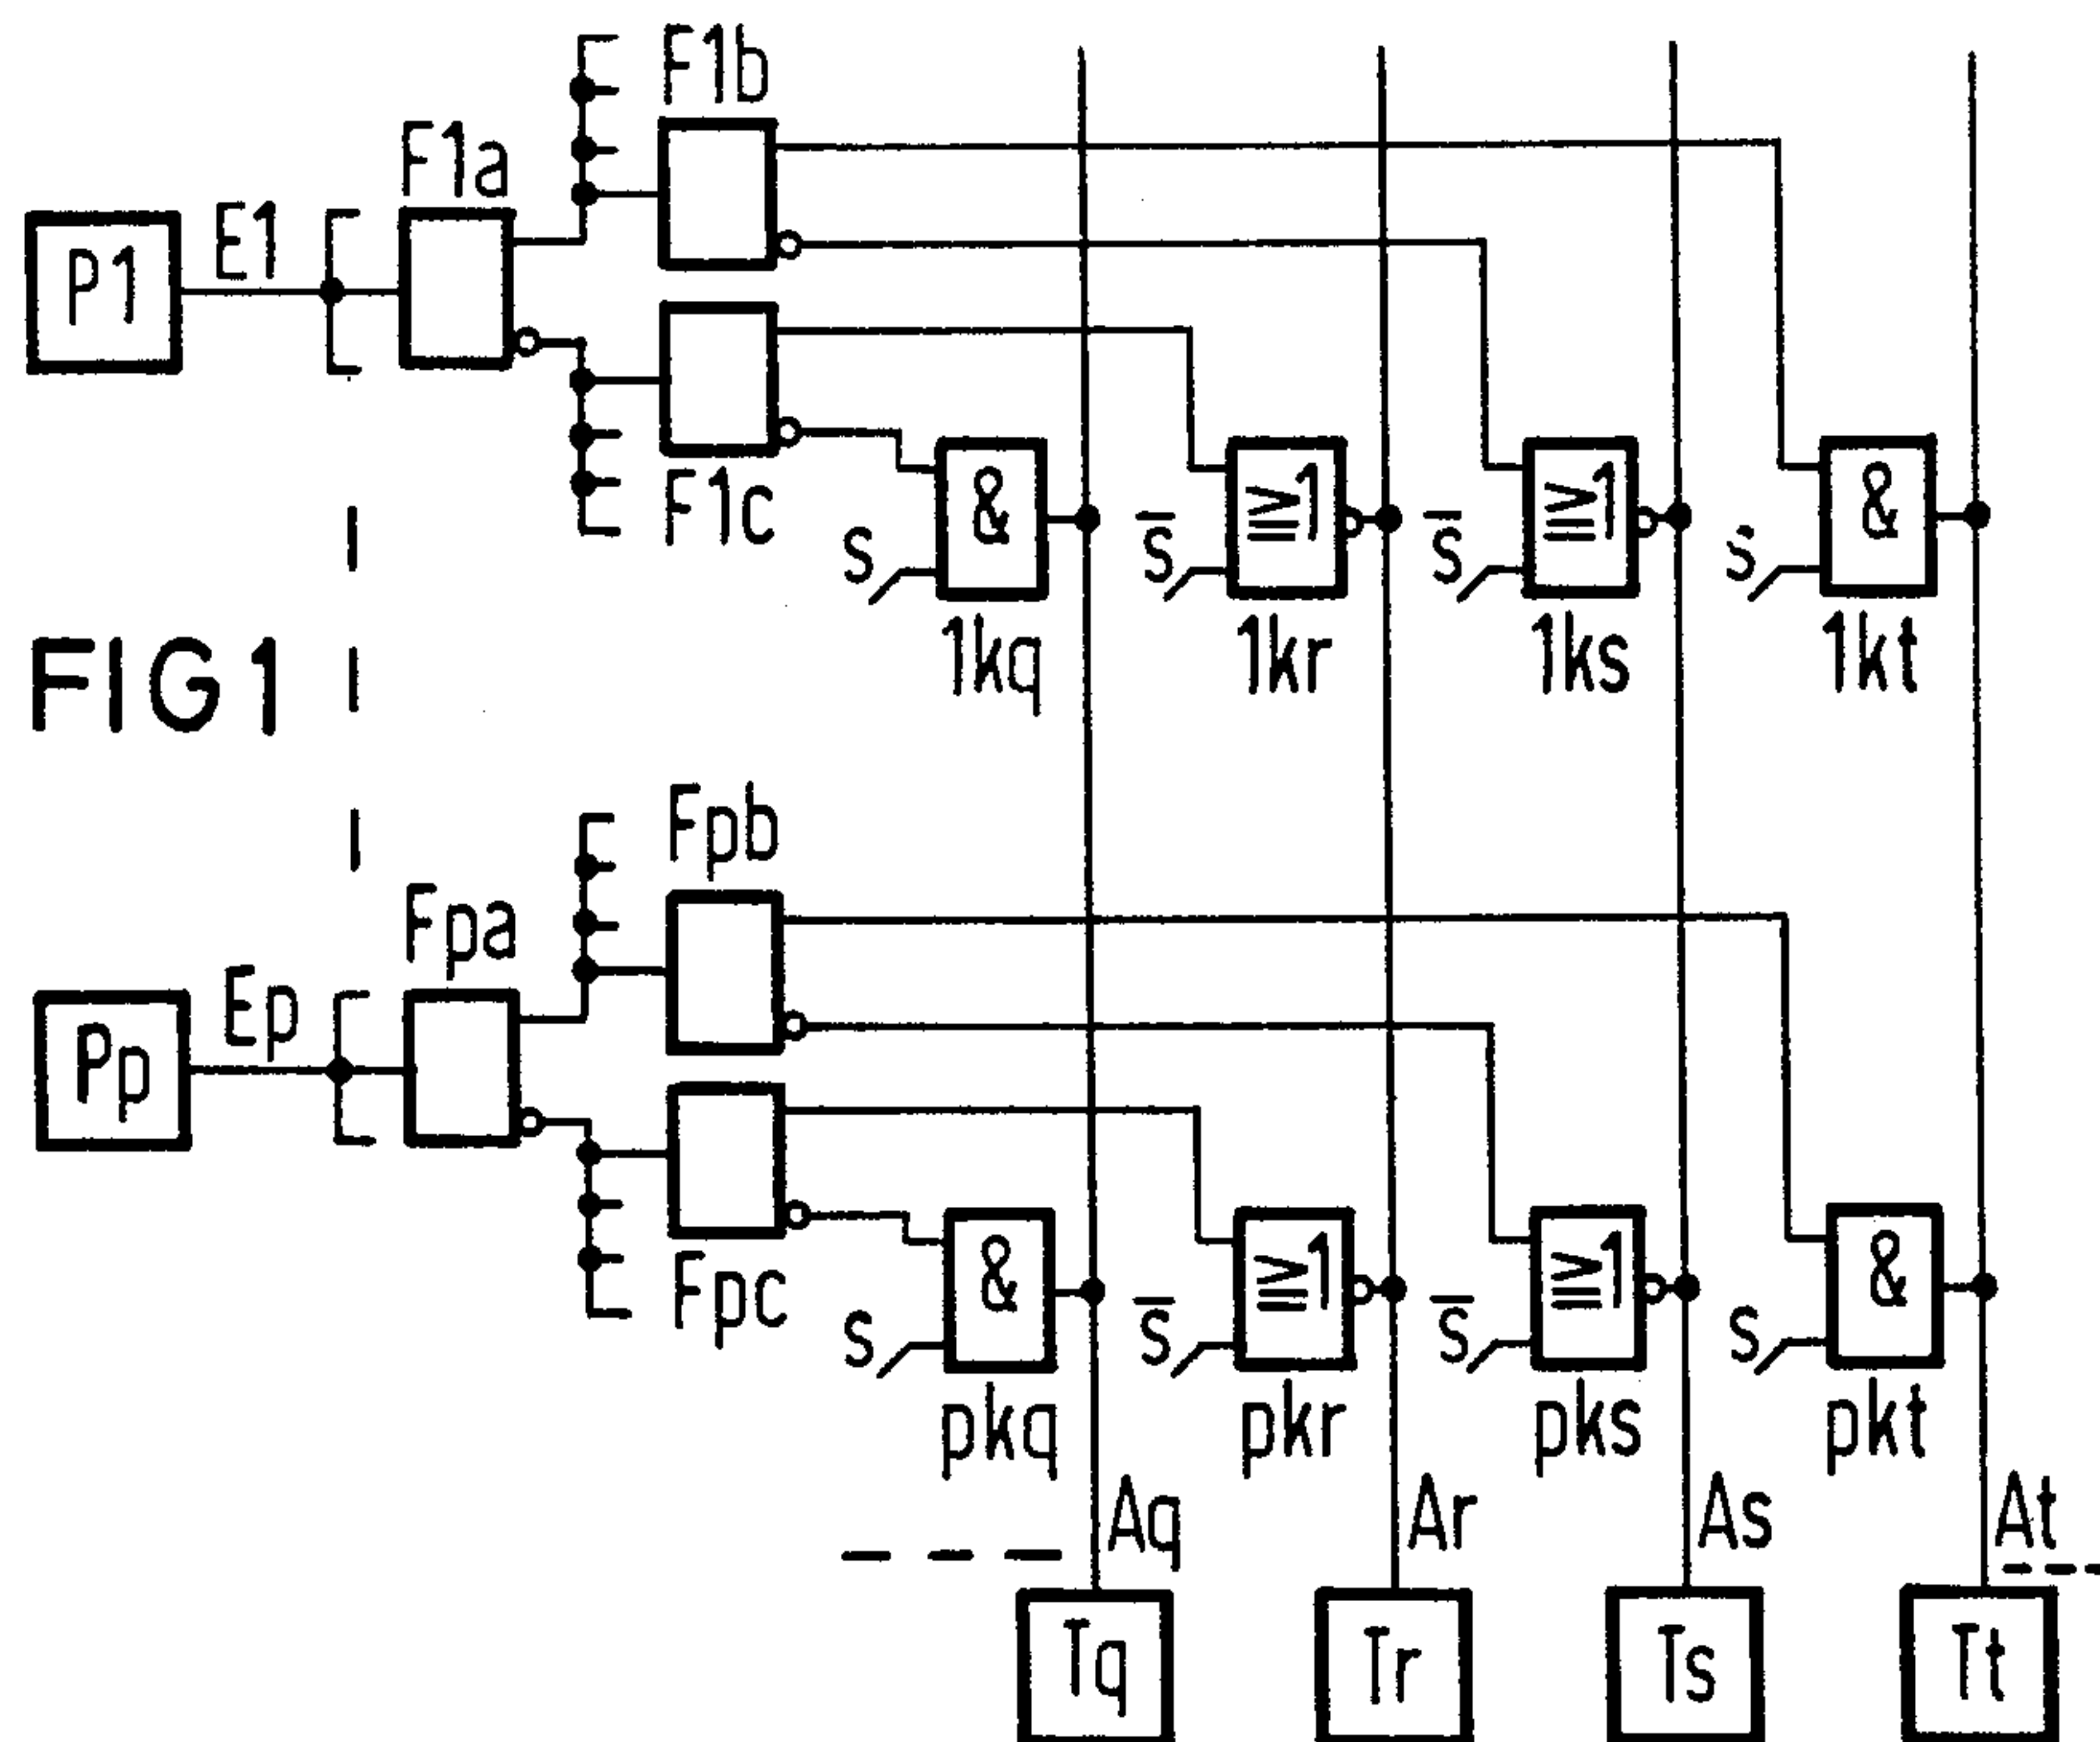 F1b
F1a
E1
P1
F1c
& ≧1 ≧1 &
s s̄ s̄ s
1kq 1kr 1ks 1kt
FIG1
Fpb
Fpa
Ep
Pp
Fpc
& ≧1 ≧1 &
s s̄ s̄ s
pkq pkr pks pkt
Aq Ar As At
Tq Tr Ts Tt